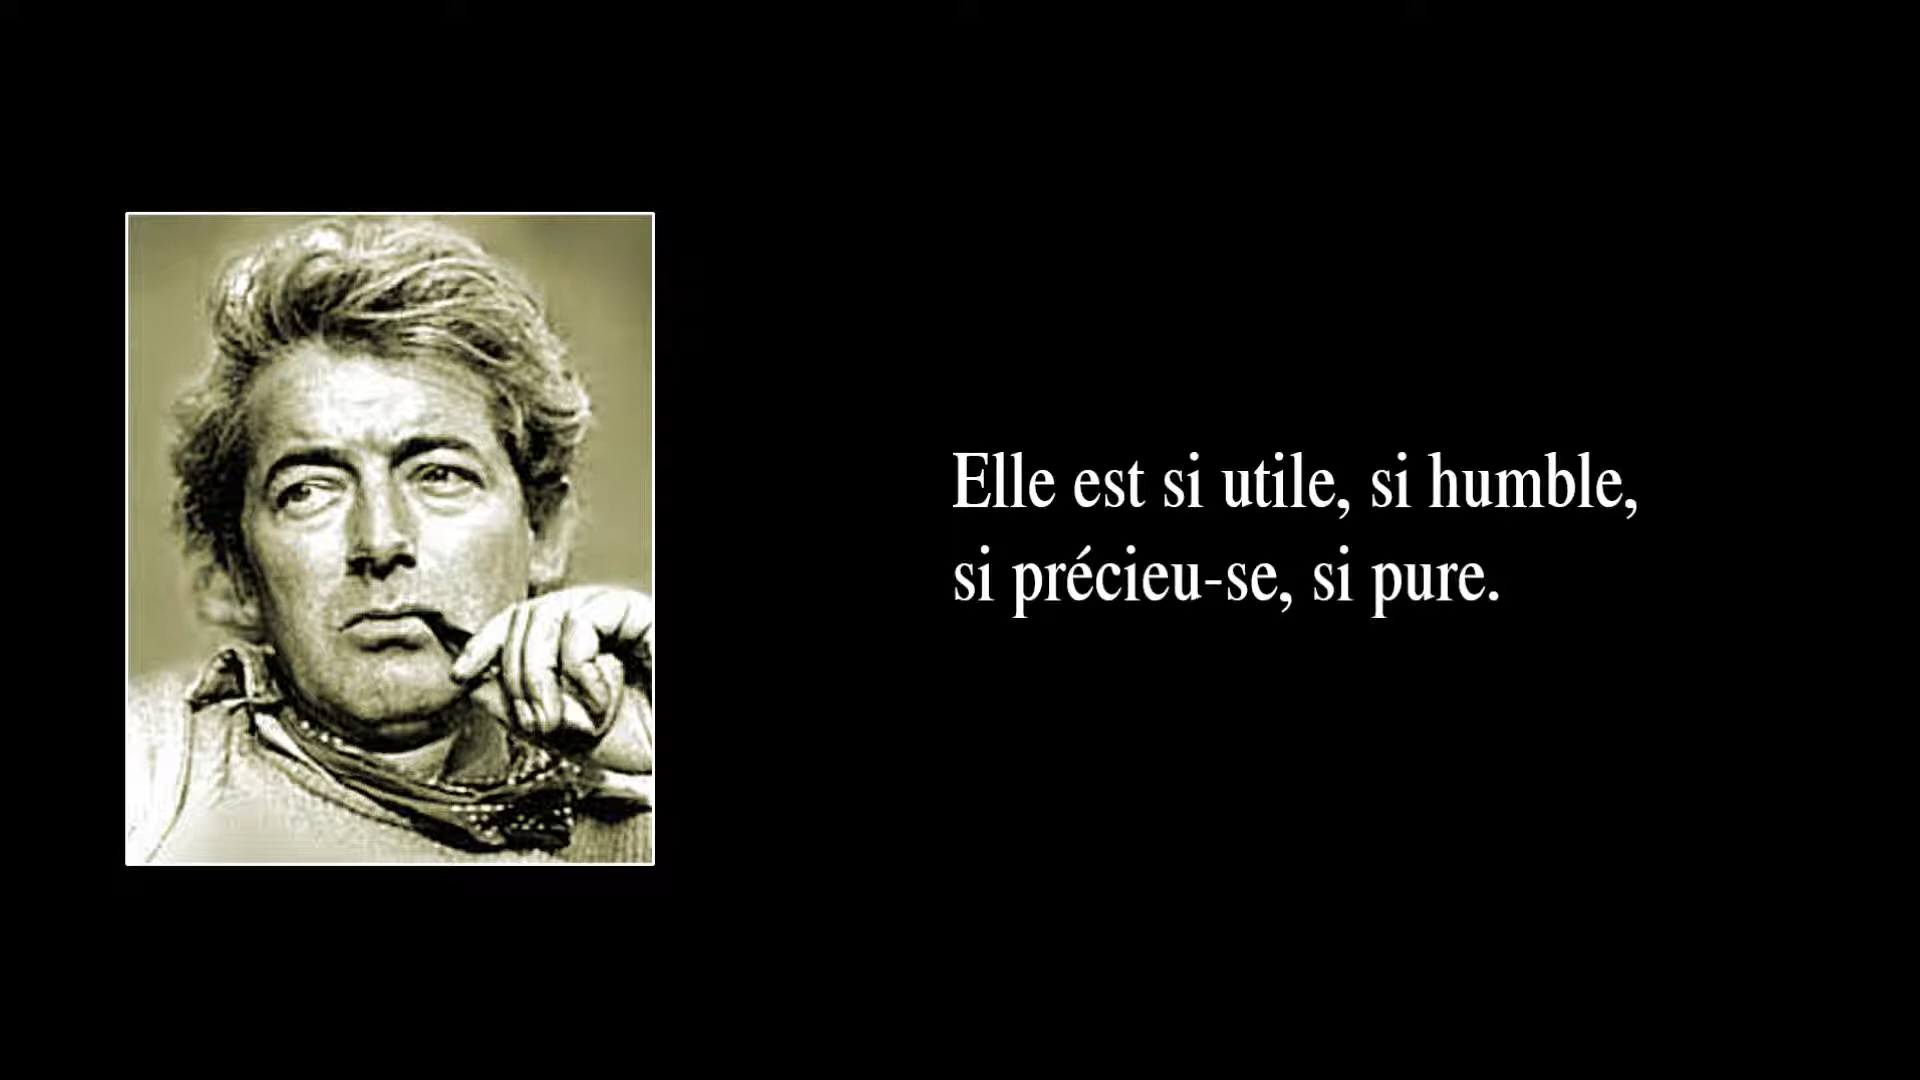 Elle est si utile, si humble,
si précieu-se, si pure.